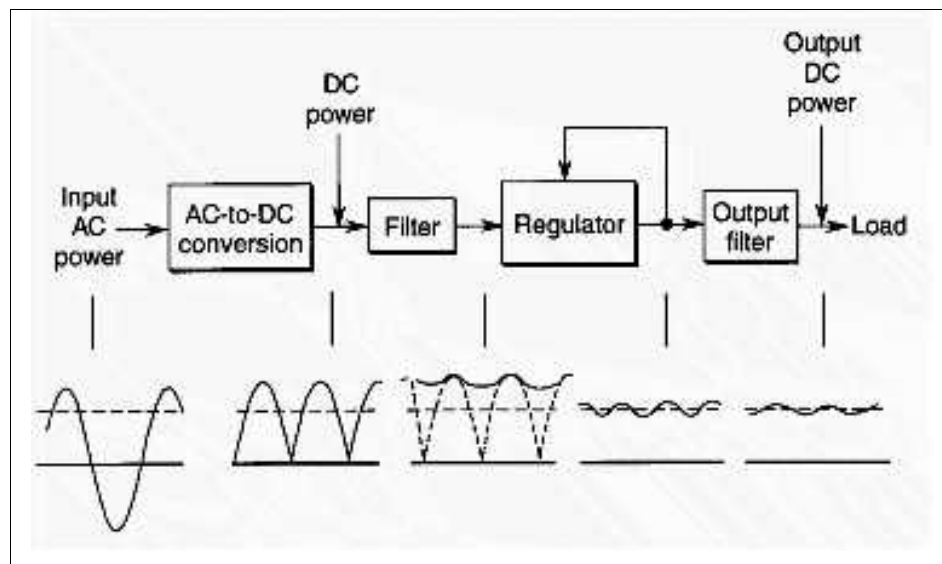 Output
DC
power
DC
power
Input
AC
power
AC-to-DC
conversion
Filter
Regulator
Output
filter
Load